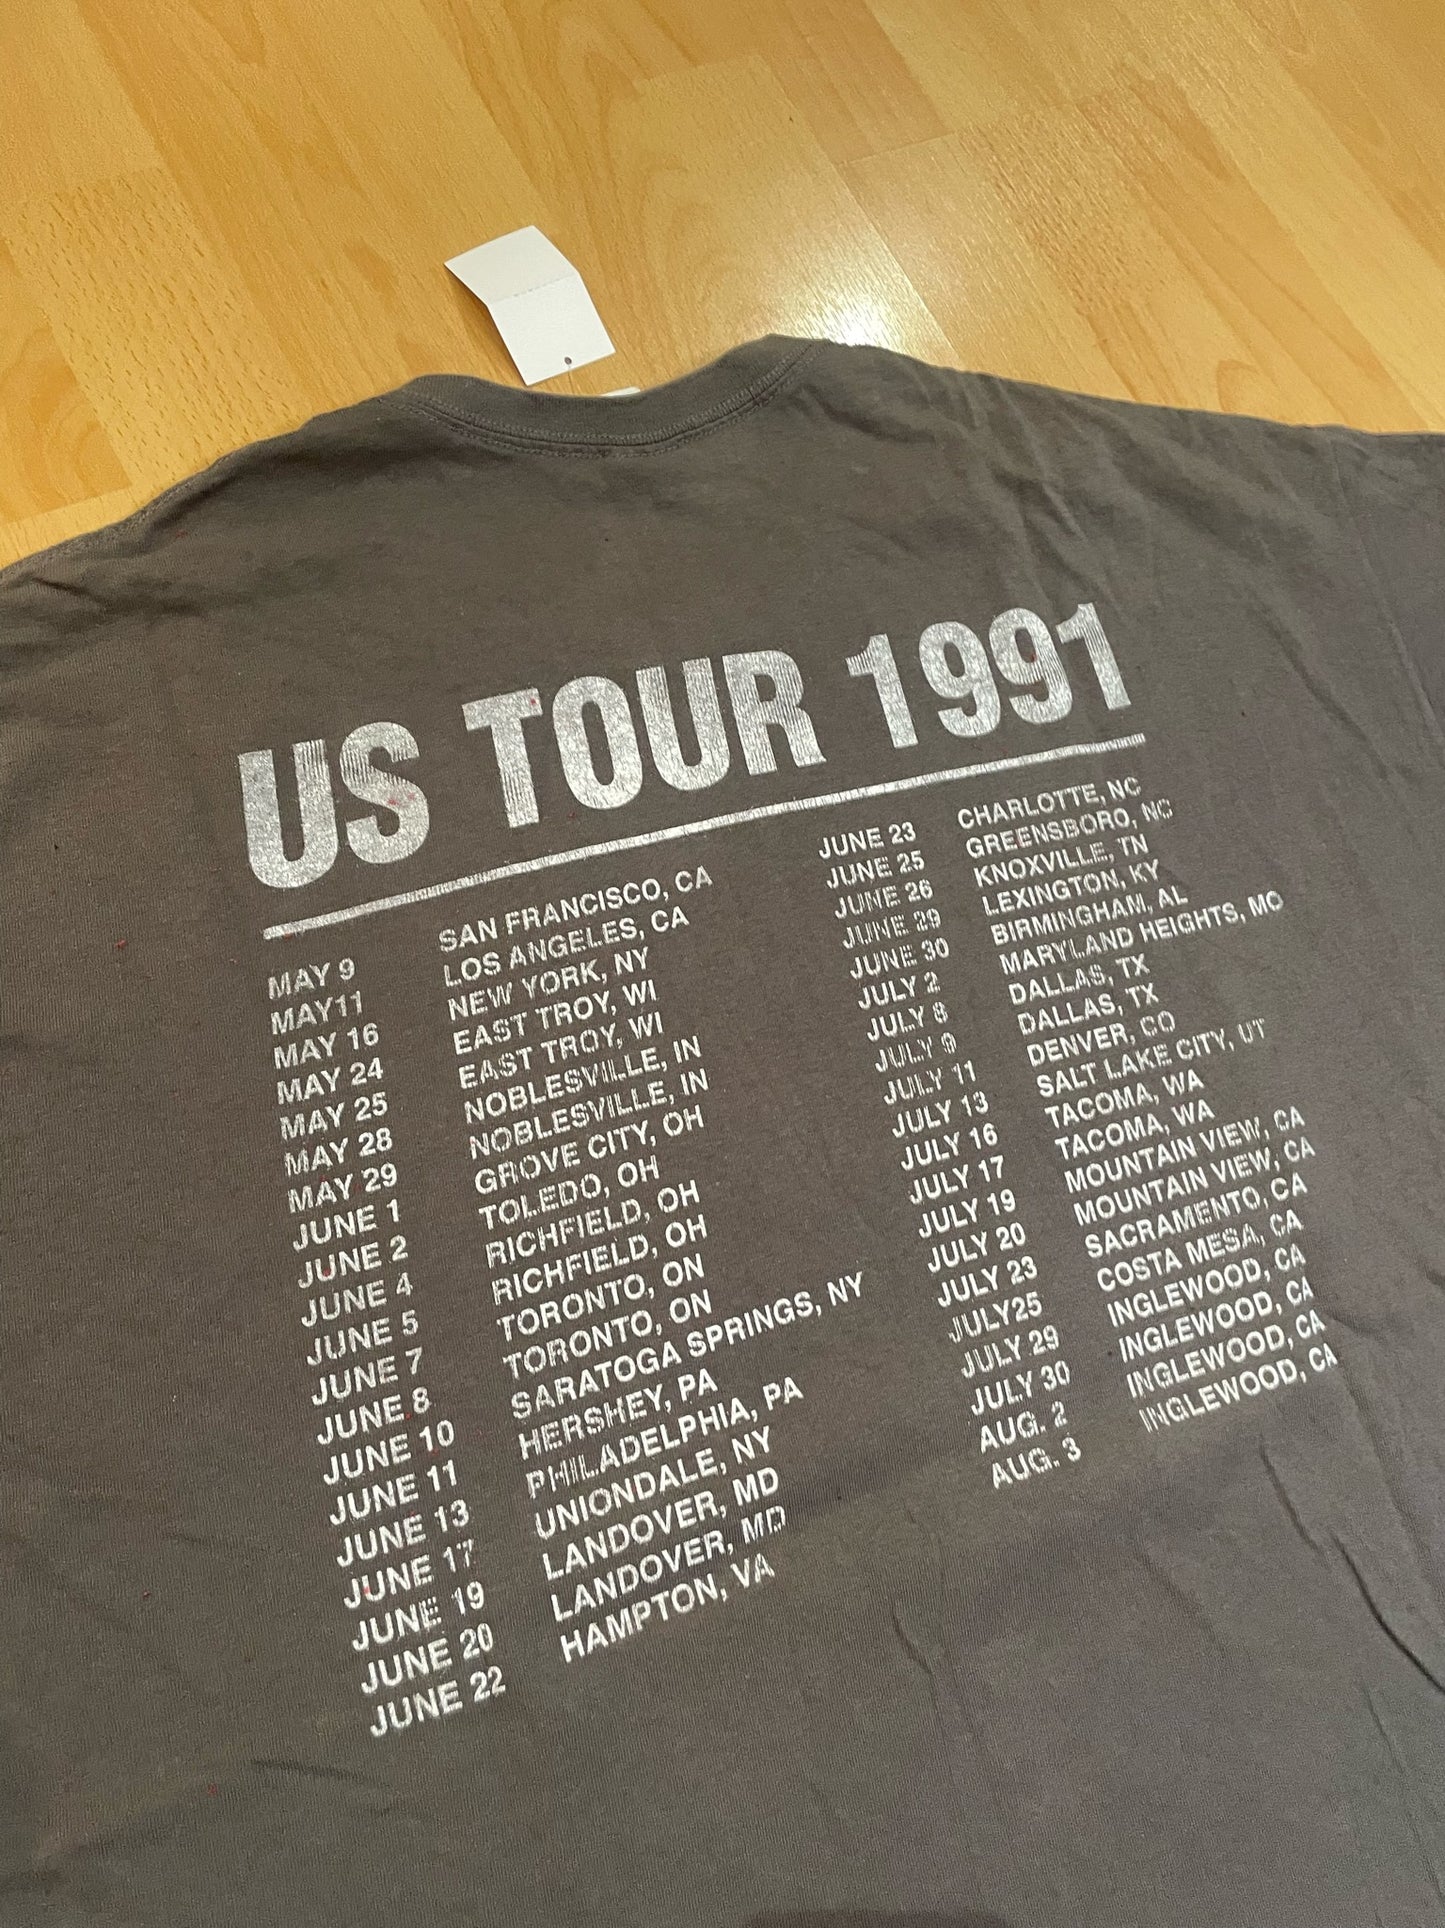 US TOUR 1991
MAY 9 SAN FRANCISCO, CA
MAY11 LOS ANGELES, CA
MAY 16 NEW YORK, NY
MAY 24 EAST TROY, WI
MAY 25 EAST TROY, WI
MAY 28 NOBLESVILLE, IN
MAY 29 NOBLESVILLE, IN
JUNE 1 GROVE CITY, OH
JUNE 2 TOLEDO, OH
JUNE 4 RICHFIELD, OH
JUNE 5 RICHFIELD, OH
JUNE 7 TORONTO, ON
JUNE 8 TORONTO, ON
JUNE 10 SARATOGA SPRINGS, NY
JUNE 11 HERSHEY, PA
JUNE 13 PHILADELPHIA, PA
JUNE 17 UNIONDALE, NY
JUNE 19 LANDOVER, MD
JUNE 20 LANDOVER, MD
JUNE 22 HAMPTON, VA
JUNE 23 CHARLOTTE, NC
JUNE 25 GREENSBORO, NC
JUNE 26 KNOXVILLE, TN
JUNE 29 LEXINGTON, KY
JUNE 30 BIRMINGHAM, AL
JULY 2 MARYLAND HEIGHTS, MO
JULY 8 DALLAS, TX
JULY 9 DALLAS, TX
JULY 11 DENVER, CO
JULY 13 SALT LAKE CITY, UT
JULY 16 TACOMA, WA
JULY 17 TACOMA, WA
JULY 19 MOUNTAIN VIEW, CA
JULY 20 MOUNTAIN VIEW, CA
JULY 23 SACRAMENTO, CA
JULY25 COSTA MESA, CA
JULY 29 INGLEWOOD, CA
JULY 30 INGLEWOOD, CA
AUG. 2 INGLEWOOD, CA
AUG. 3 INGLEWOOD, CA